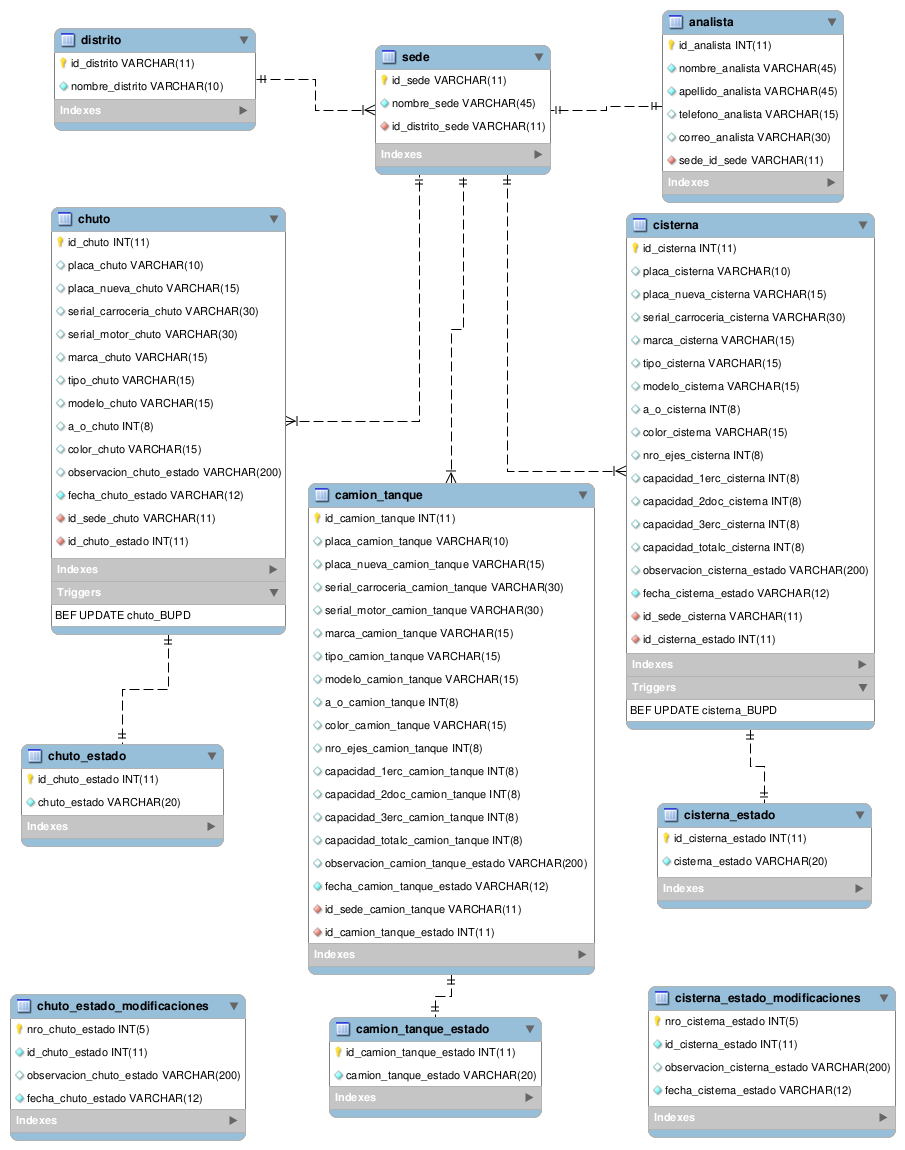 distrito
id_distrito VARCHAR(11)
nombre_distrito VARCHAR(10)
Indexes
sede
id_sede VARCHAR(11)
nombre_sede VARCHAR(45)
id_distrito_sede VARCHAR(11)
Indexes
analista
id_analista INT(11)
nombre_analista VARCHAR(45)
apellido_analista VARCHAR(45)
telefono_analista VARCHAR(15)
correo_analista VARCHAR(30)
sede_id_sede VARCHAR(11)
Indexes
chuto
id_chuto INT(11)
placa_chuto VARCHAR(10)
placa_nueva_chuto VARCHAR(15)
serial_carroceria_chuto VARCHAR(30)
serial_motor_chuto VARCHAR(30)
marca_chuto VARCHAR(15)
tipo_chuto VARCHAR(15)
modelo_chuto VARCHAR(15)
a_o_chuto INT(8)
color_chuto VARCHAR(15)
observacion_chuto_estado VARCHAR(200)
fecha_chuto_estado VARCHAR(12)
id_sede_chuto VARCHAR(11)
id_chuto_estado INT(11)
Indexes
Triggers
BEF UPDATE chuto_BUPD
cisterna
id_cisterna INT(11)
placa_cisterna VARCHAR(10)
placa_nueva_cisterna VARCHAR(15)
serial_carroceria_cisterna VARCHAR(30)
marca_cisterna VARCHAR(15)
tipo_cisterna VARCHAR(15)
modelo_cisterna VARCHAR(15)
a_o_cisterna INT(8)
color_cisterna VARCHAR(15)
nro_ejes_cisterna INT(8)
capacidad_1erc_cisterna INT(8)
capacidad_2doc_cisterna INT(8)
capacidad_3erc_cisterna INT(8)
capacidad_totalc_cisterna INT(8)
observacion_cisterna_estado VARCHAR(200)
fecha_cisterna_estado VARCHAR(12)
id_sede_cisterna VARCHAR(11)
id_cisterna_estado INT(11)
Indexes
Triggers
BEF UPDATE cisterna_BUPD
camion_tanque
id_camion_tanque INT(11)
placa_camion_tanque VARCHAR(10)
placa_nueva_camion_tanque VARCHAR(15)
serial_carroceria_camion_tanque VARCHAR(30)
serial_motor_camion_tanque VARCHAR(30)
marca_camion_tanque VARCHAR(15)
tipo_camion_tanque VARCHAR(15)
modelo_camion_tanque VARCHAR(15)
a_o_camion_tanque INT(8)
color_camion_tanque VARCHAR(15)
nro_ejes_camion_tanque INT(8)
capacidad_1erc_camion_tanque INT(8)
capacidad_2doc_camion_tanque INT(8)
capacidad_3erc_camion_tanque INT(8)
capacidad_totalc_camion_tanque INT(8)
observacion_camion_tanque_estado VARCHAR(200)
fecha_camion_tanque_estado VARCHAR(12)
id_sede_camion_tanque VARCHAR(11)
id_camion_tanque_estado INT(11)
Indexes
chuto_estado
id_chuto_estado INT(11)
chuto_estado VARCHAR(20)
Indexes
cisterna_estado
id_cisterna_estado INT(11)
cisterna_estado VARCHAR(20)
Indexes
chuto_estado_modificaciones
nro_chuto_estado INT(5)
id_chuto_estado INT(11)
observacion_chuto_estado VARCHAR(200)
fecha_chuto_estado VARCHAR(12)
Indexes
camion_tanque_estado
id_camion_tanque_estado INT(11)
camion_tanque_estado VARCHAR(20)
Indexes
cisterna_estado_modificaciones
nro_cisterna_estado INT(5)
id_cisterna_estado INT(11)
observacion_cisterna_estado VARCHAR(200)
fecha_cisterna_estado VARCHAR(12)
Indexes